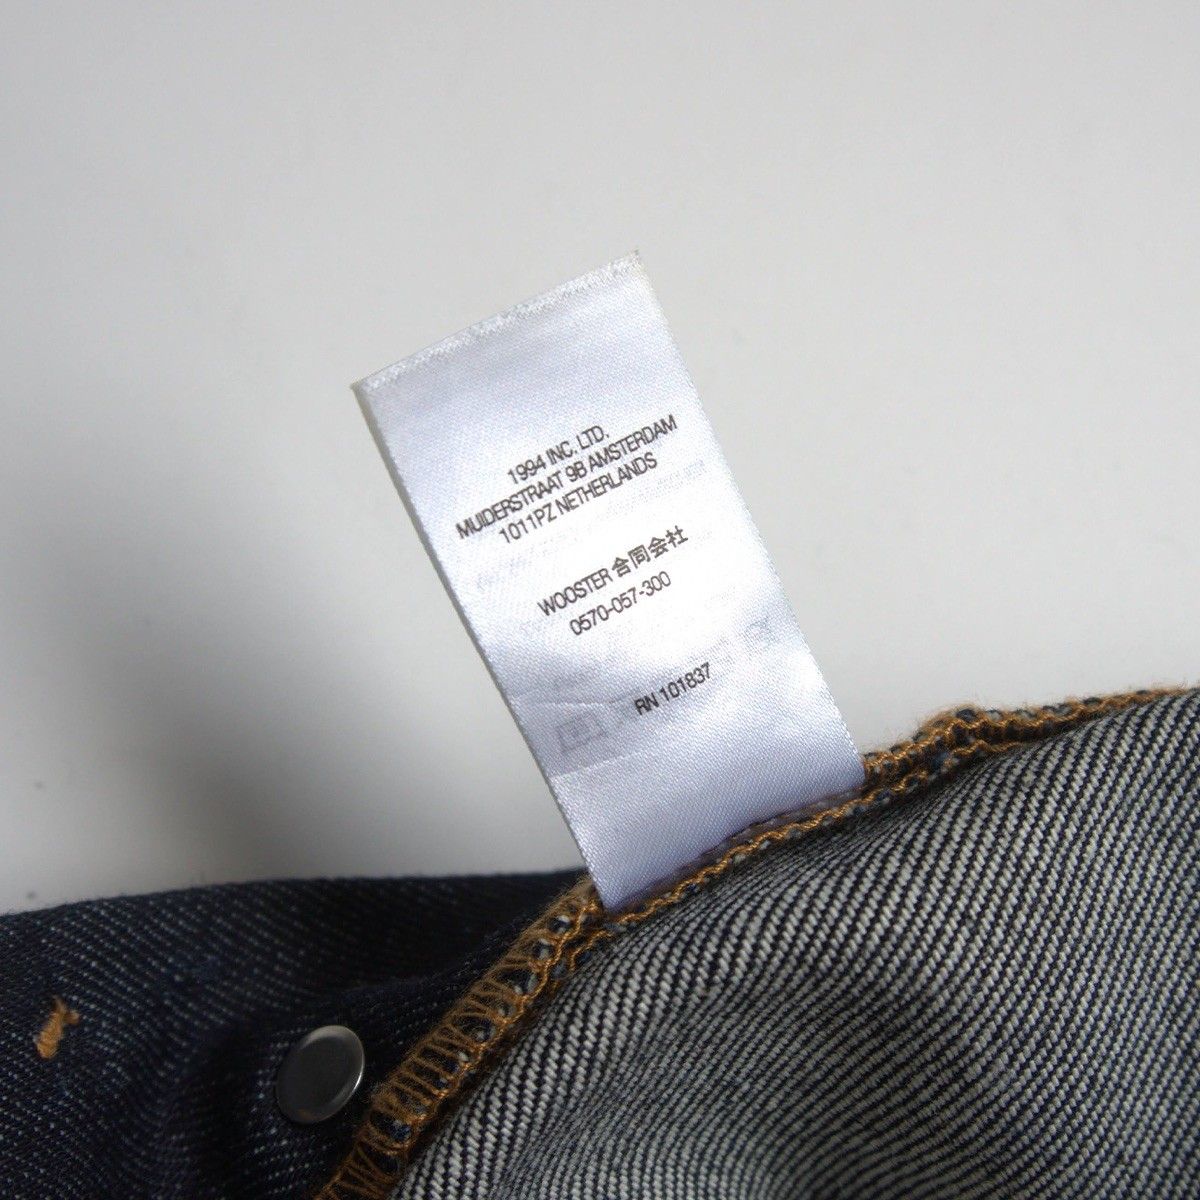 1994 INC. LTD.
MUIDERSTRAAT 9B AMSTERDAM
1011PZ NETHERLANDS
WOOSTER 合同会社
0570-057-300
RN 101837